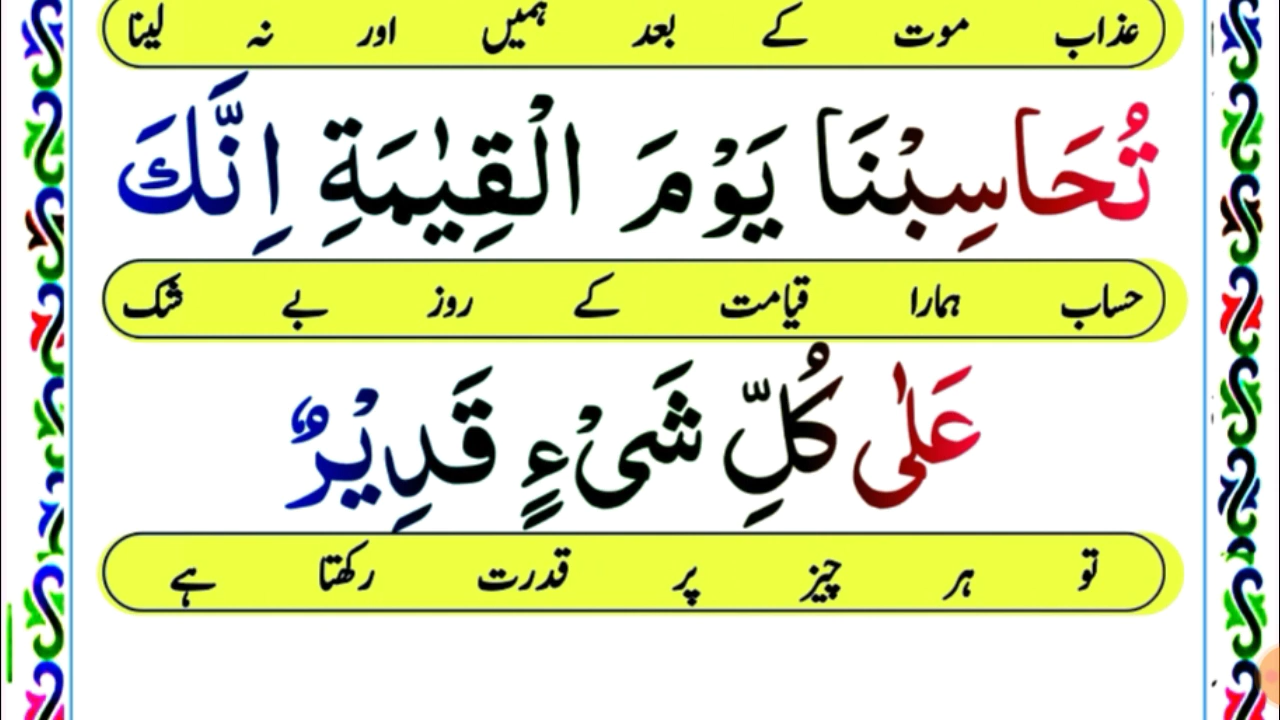 عذاب موت کے بعد ہمیں اور نہ لینا
تُحَاسِبْنَا يَوْمَ الْقِيٰمَةِ اِنَّكَ
حساب ہمارا قیامت کے روز بے شک
عَلٰى كُلِّ شَىْءٍ قَدِيْرٌ
تو ہر چیز پر قدرت رکھتا ہے